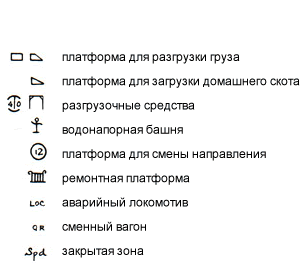 платформа для разгрузки груза
платформа для загрузки домашнего скота
40 разгрузочные средства
водонапорная башня
12 платформа для смены направления
ремонтная платформа
LOC аварийный локомотив
QR сменный вагон
Spd закрытая зона